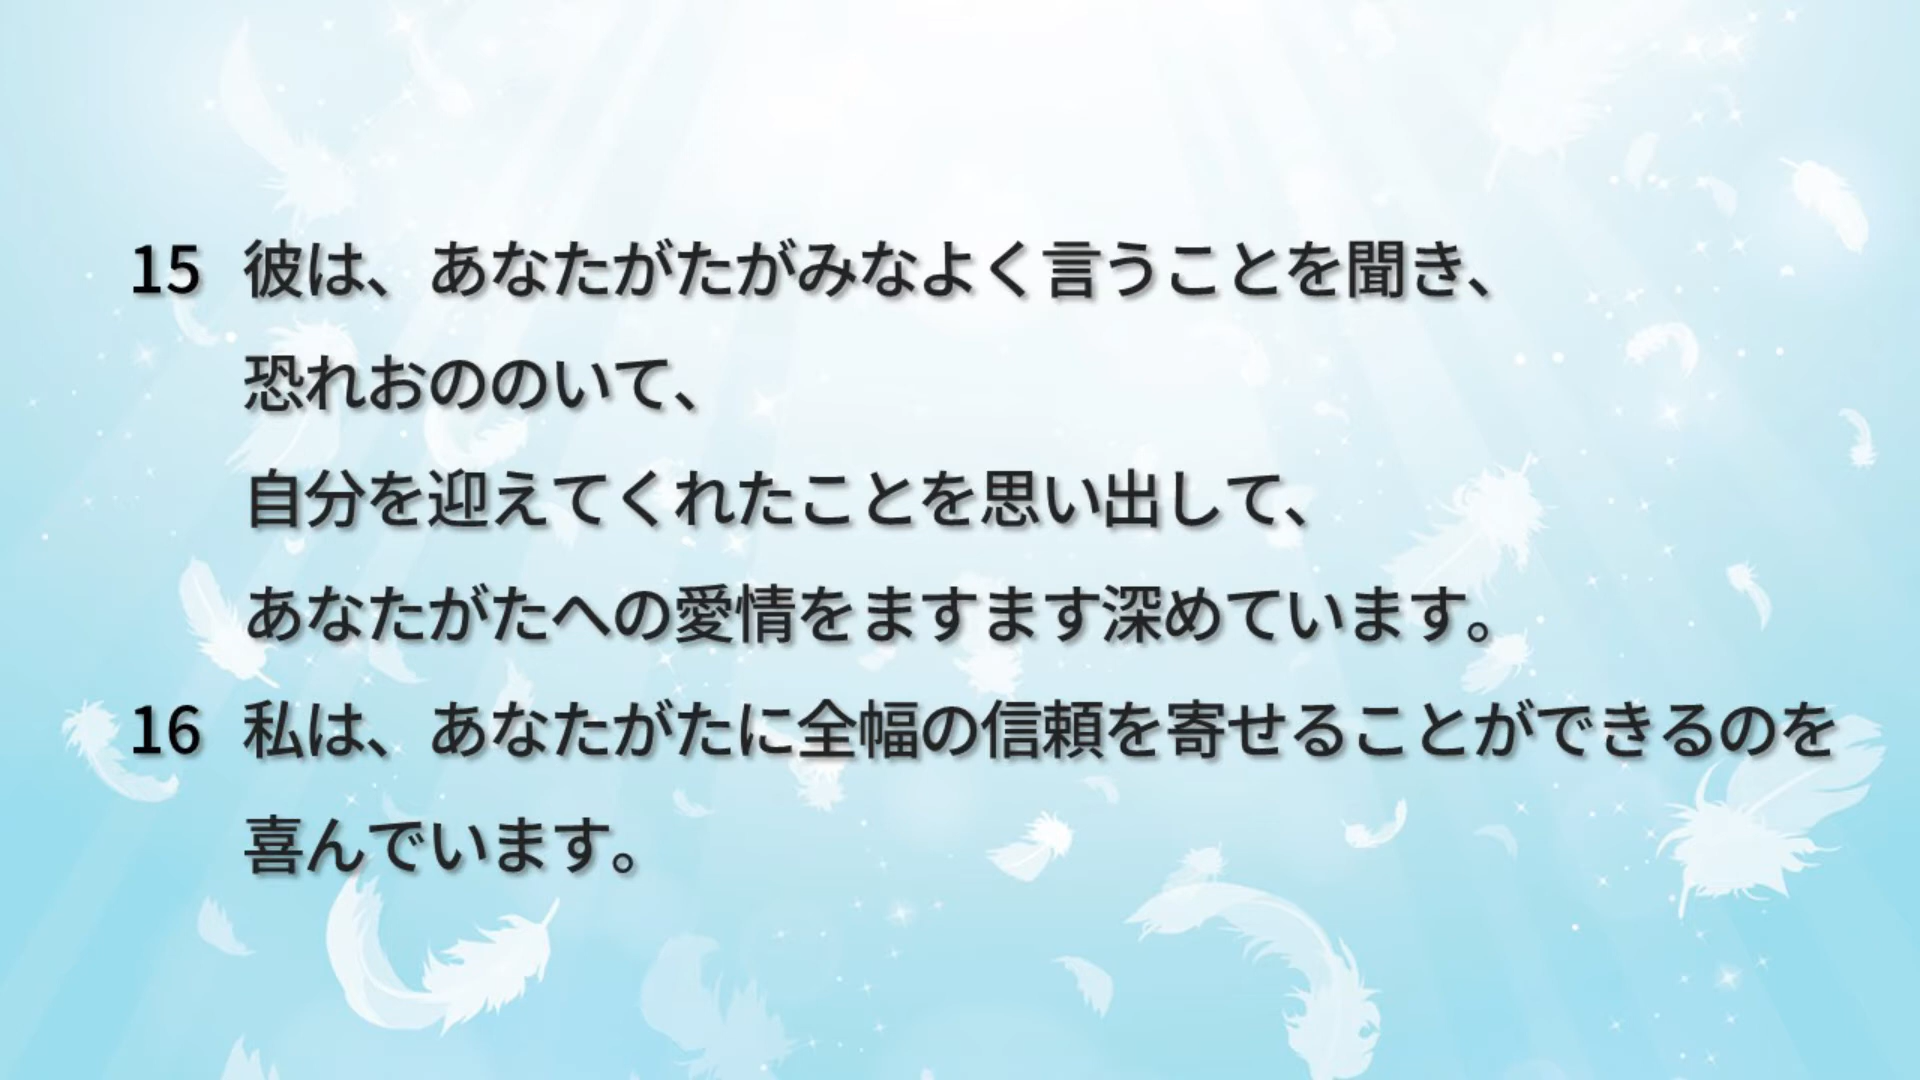 15 彼は、あなたがたがみなよく言うことを聞き、
恐れおののいて、
自分を迎えてくれたことを思い出して、
あなたがたへの愛情をますます深めています。
16 私は、あなたがたに全幅の信頼を寄せることができるのを
喜んでいます。